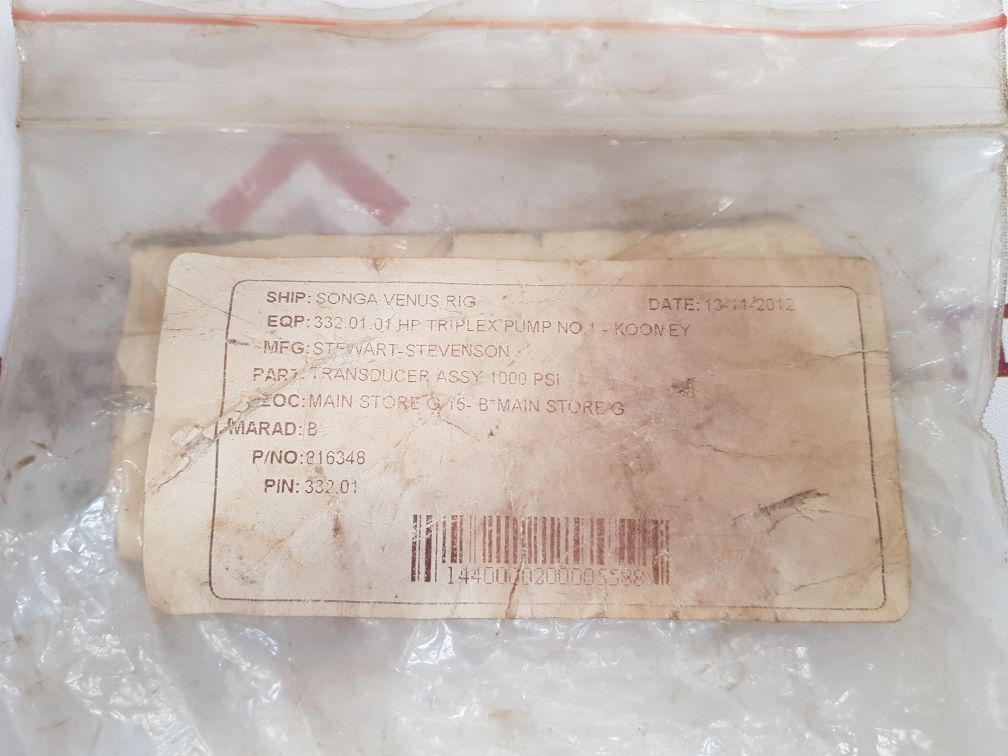 SHIP: SONGA VENUS RIG DATE: 13-11-2012
EQP: 332.01.01 HP TRIPLEX PUMP NO.1 - KOOMEY
MFG: STEWART-STEVENSON
PART: TRANSDUCER ASSY 1000 PSI
LOC: MAIN STORE G 15- B* MAIN STORE G
MARAD: B
P/NO: 816348
PIN: 332.01